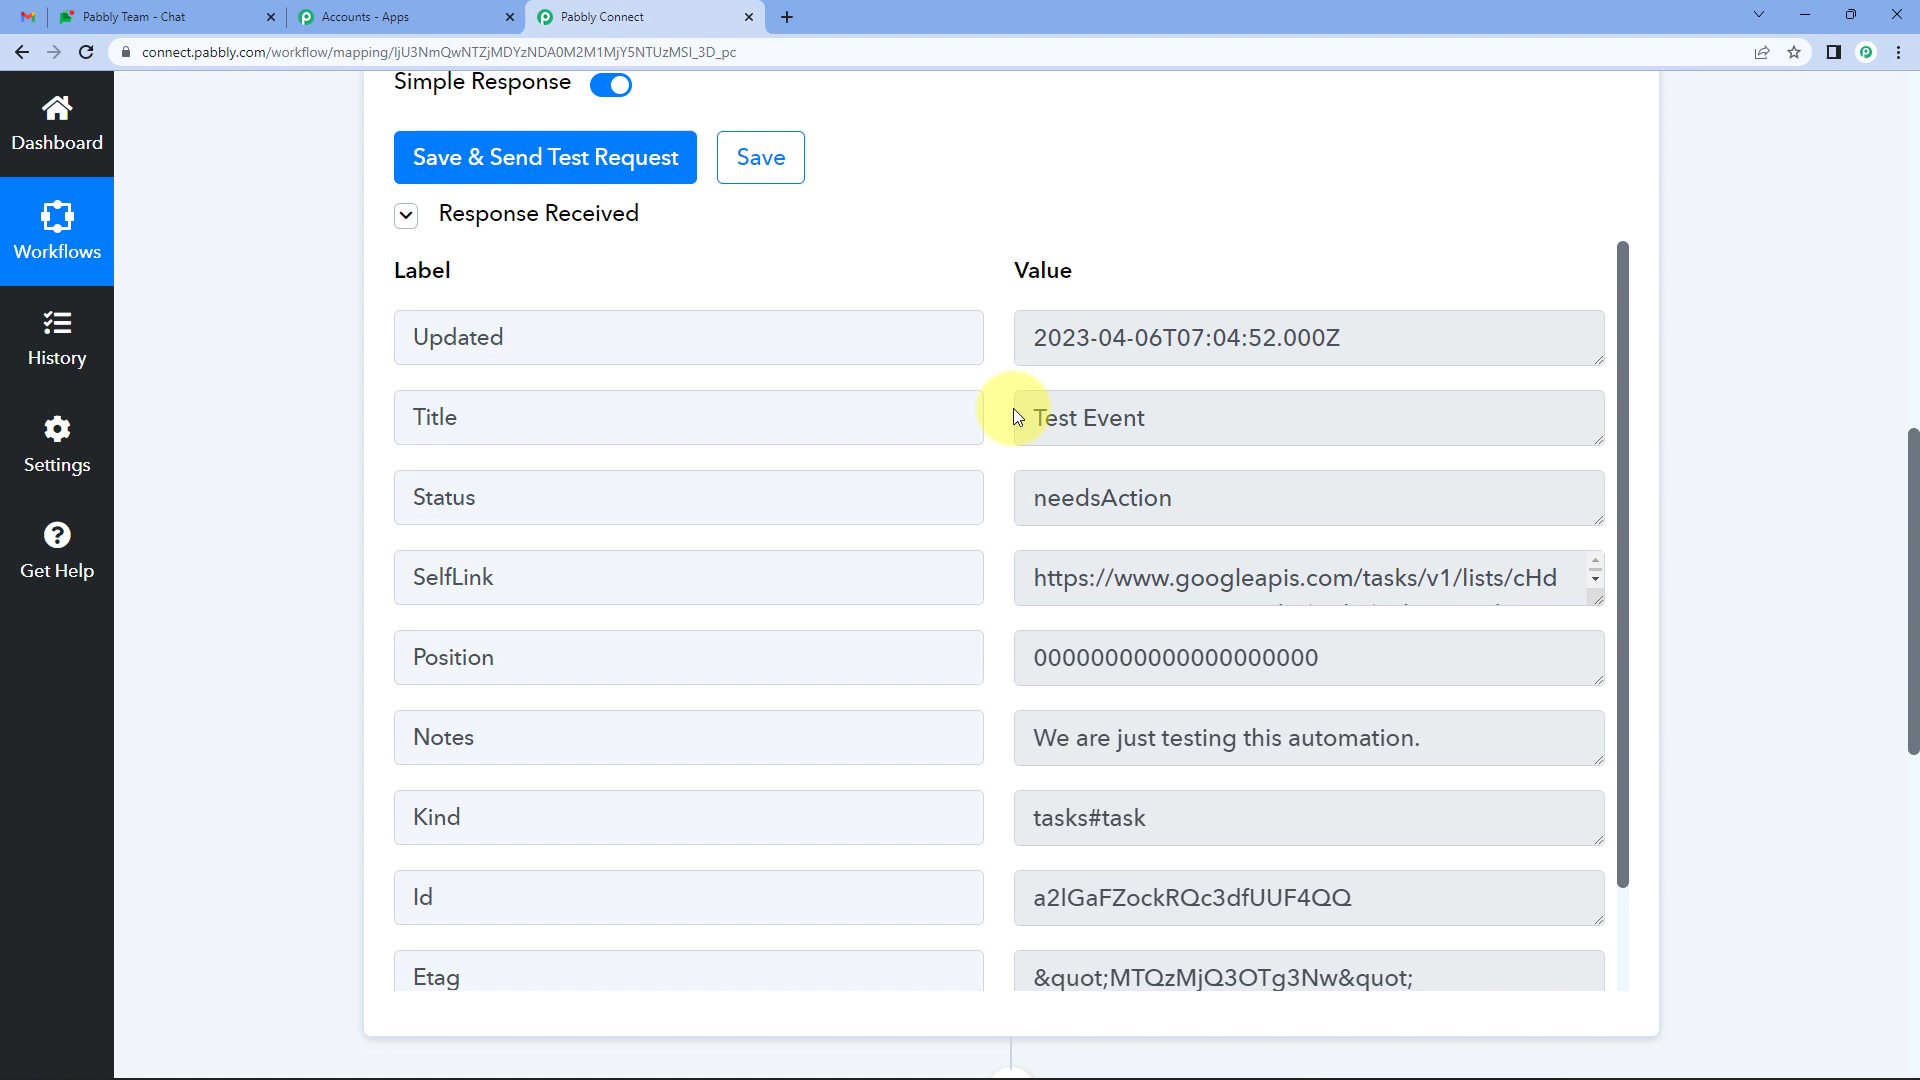 Pabbly Team - Chat
Accounts - Apps
Pabbly Connect
connect.pabbly.com/workflow/mapping/IjU3NmQwNTZjMDYzNDA0M2M1MjY5NTUzMSI_3D_pc
Simple Response
Dashboard
Save & Send Test Request
Save
Response Received
Workflows
Label
Value
Updated
2023-04-06T07:04:52.000Z
History
Title
Test Event
Settings
Status
needsAction
Get Help
SelfLink
https://www.googleapis.com/tasks/v1/lists/cHd
Position
00000000000000000000
Notes
We are just testing this automation.
Kind
tasks#task
Id
a2lGaFZockRQc3dfUUF4QQ
Etag
&quot;MTQzMjQ3OTg3Nw&quot;